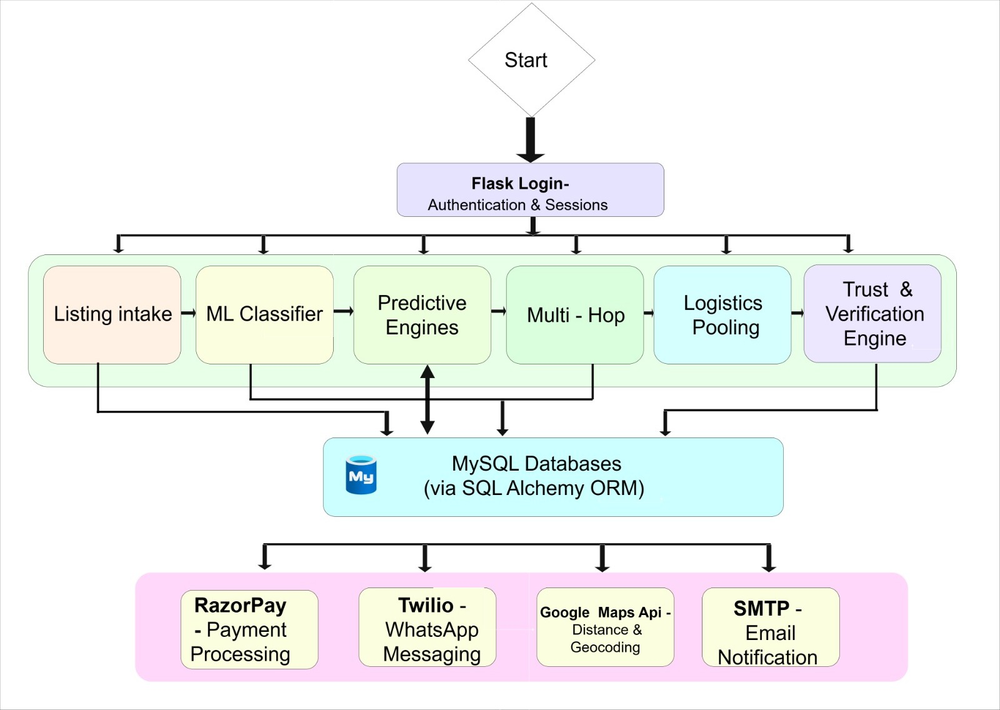 Start
Flask Login-
Authentication & Sessions
Listing intake
ML Classifier
Predictive
Engines
Multi - Hop
Logistics
Pooling
Trust & 
Verification
Engine
My
MySQL Databases
(via SQL Alchemy ORM)
RazorPay
- Payment
Processing
Twilio -
WhatsApp
Messaging
Google Maps Api -
Distance &
Geocoding
SMTP -
Email
Notification